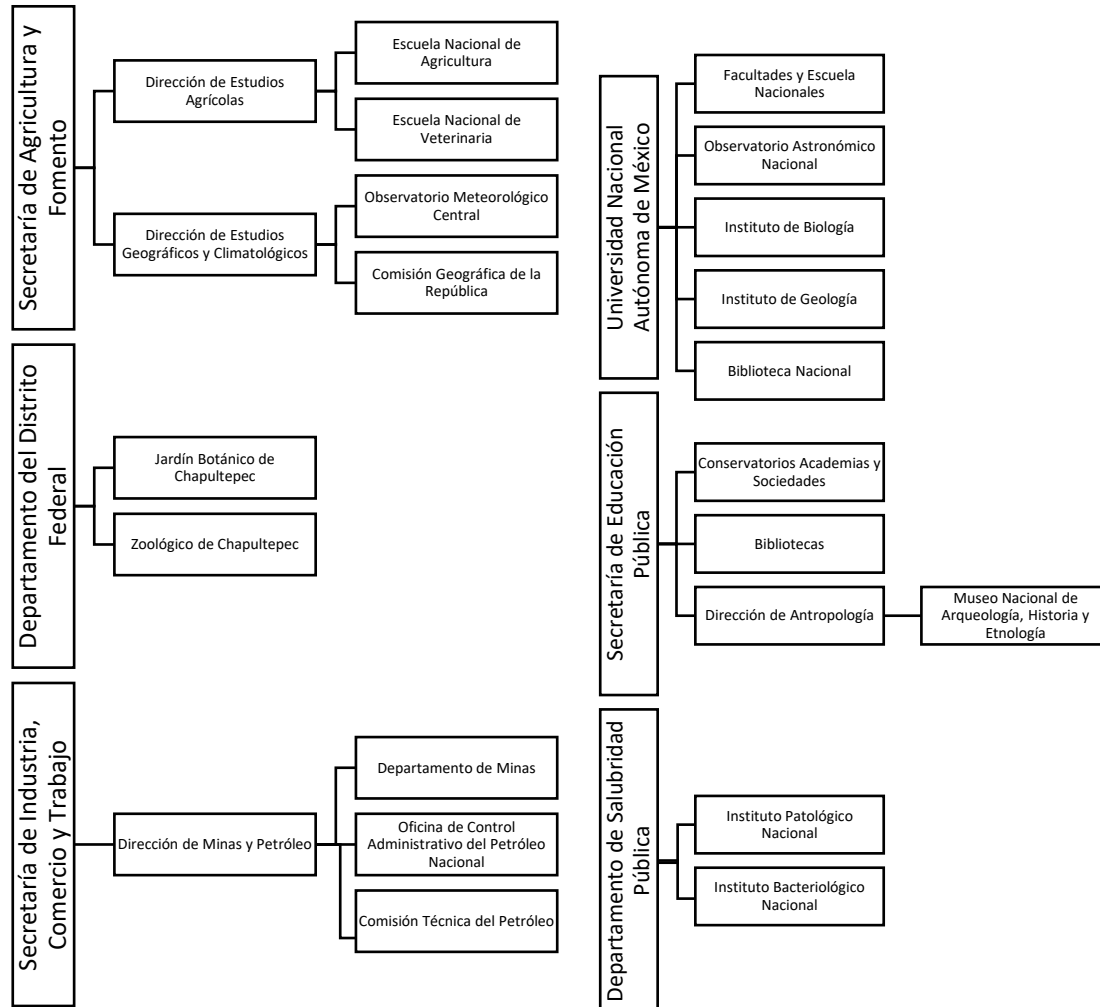 Secretaría de Agricultura y
Fomento
Dirección de Estudios
Agrícolas
Escuela Nacional de
Agricultura
Escuela Nacional de
Veterinaria
Dirección de Estudios
Geográficos y Climatológicos
Observatorio Meteorológico
Central
Comisión Geográfica de la
República
Departamento del Distrito
Federal
Jardín Botánico de
Chapultepec
Zoológico de Chapultepec
Secretaría de Industria,
Comercio y Trabajo
Dirección de Minas y Petróleo
Departamento de Minas
Oficina de Control
Administrativo del Petróleo
Nacional
Comisión Técnica del Petróleo
Universidad Nacional
Autónoma de México
Facultades y Escuela
Nacionales
Observatorio Astronómico
Nacional
Instituto de Biología
Instituto de Geología
Biblioteca Nacional
Secretaría de Educación
Pública
Conservatorios Academias y
Sociedades
Bibliotecas
Dirección de Antropología
Museo Nacional de
Arqueología, Historia y
Etnología
Departamento de Salubridad
Pública
Instituto Patológico
Nacional
Instituto Bacteriológico
Nacional